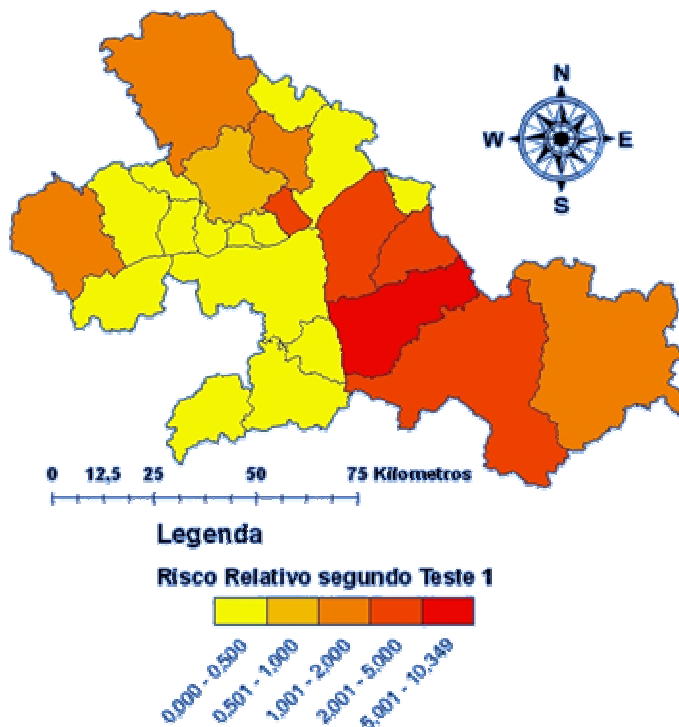 N
W E
S
0 12,5 25 50 75 Kilometros
Legenda
Risco Relativo segundo Teste 1
0,000 - 0,500
0,501 - 1,000
1,001 - 2,000
2,001 - 5,000
5,001 - 10,349